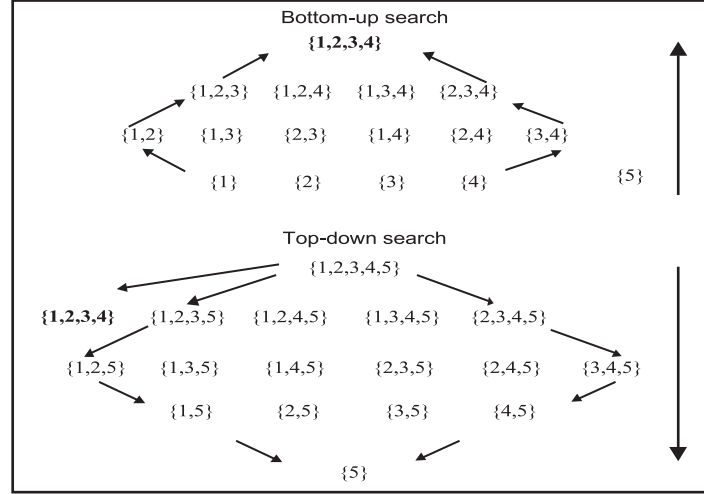 Bottom-up search
{1,2,3,4}
{1,2,3} {1,2,4} {1,3,4} {2,3,4}
{1,2} {1,3} {2,3} {1,4} {2,4} {3,4}
{1} {2} {3} {4} {5}
Top-down search
{1,2,3,4,5}
{1,2,3,4} {1,2,3,5} {1,2,4,5} {1,3,4,5} {2,3,4,5}
{1,2,5} {1,3,5} {1,4,5} {2,3,5} {2,4,5} {3,4,5}
{1,5} {2,5} {3,5} {4,5}
{5}